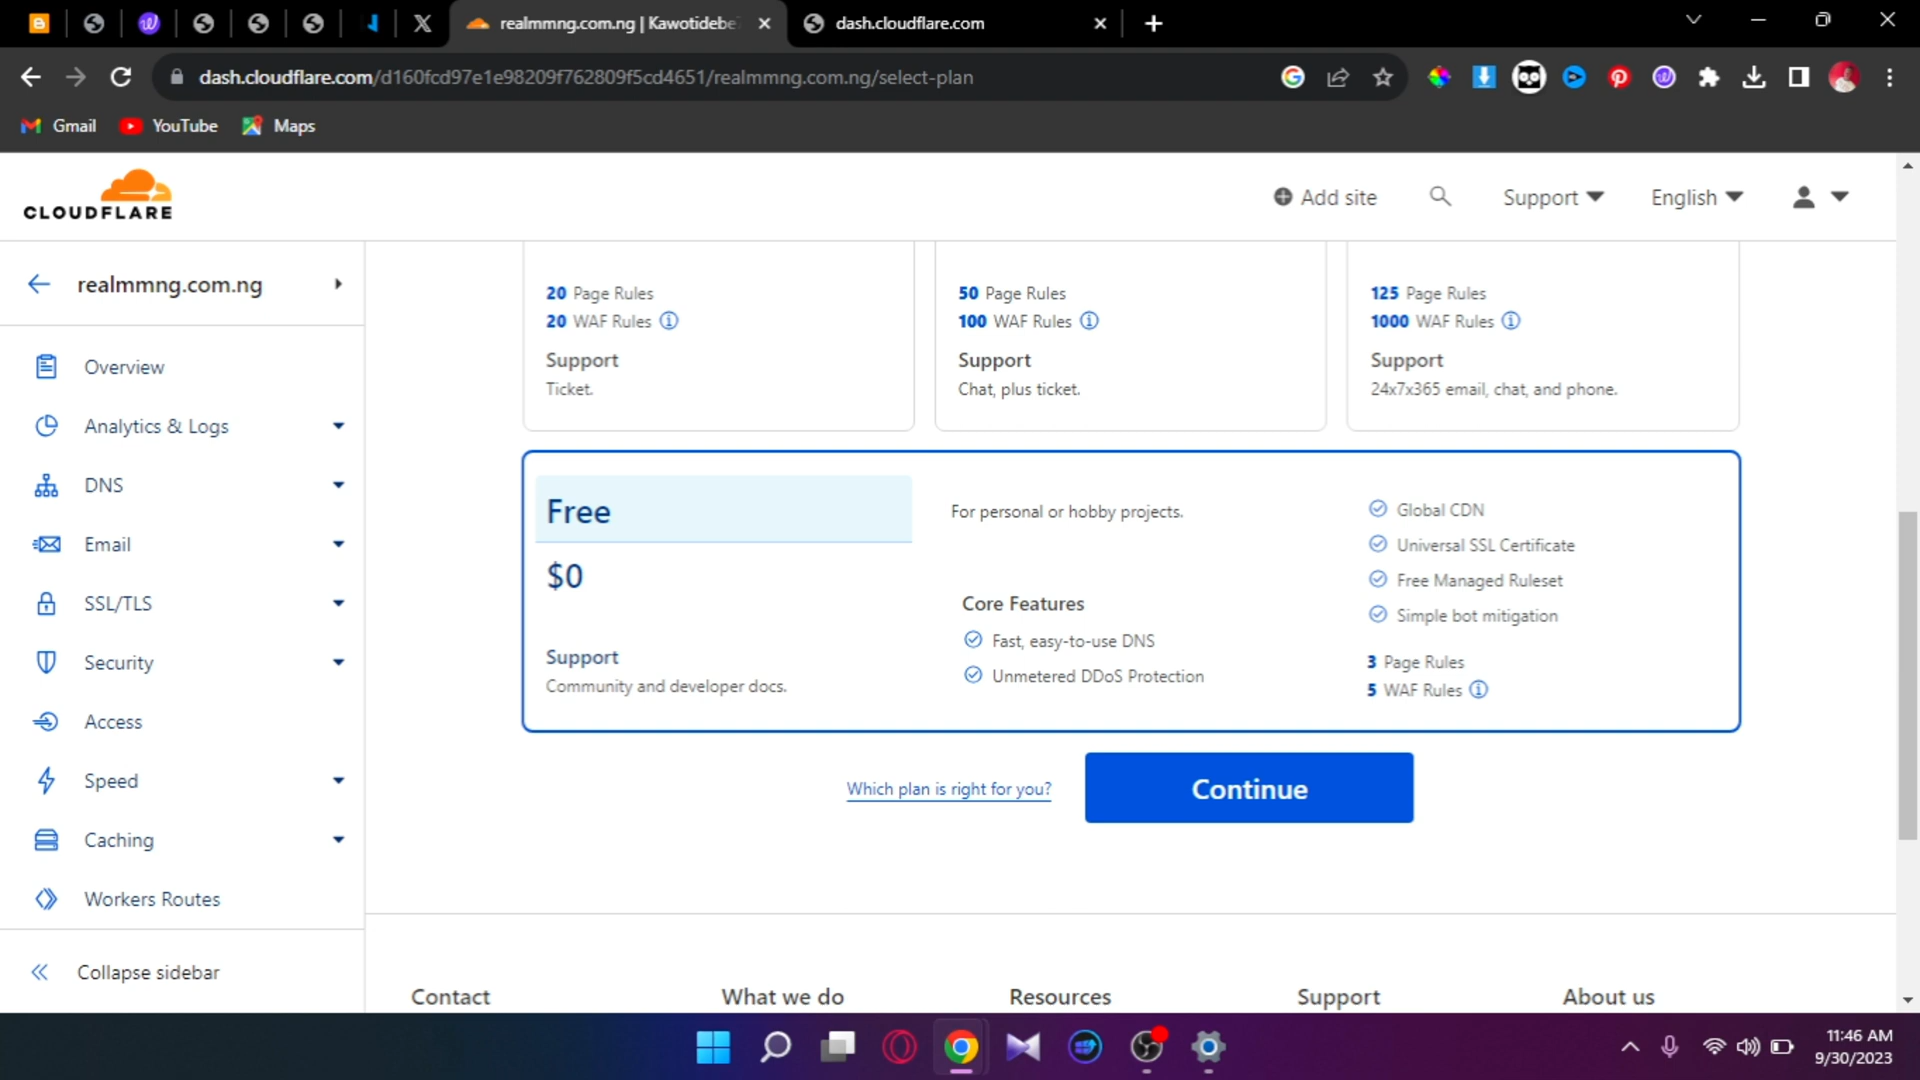 realmmng.com.ng | Kawotidebe
dash.cloudflare.com
dash.cloudflare.com/d160fcd97e1e98209f762809f5cd4651/realmmng.com.ng/select-plan
Gmail
YouTube
Maps
CLOUDFLARE
Add site
Support
English
realmmng.com.ng
Overview
Analytics & Logs
DNS
Email
SSL/TLS
Security
Access
Speed
Caching
Workers Routes
Collapse sidebar
20 Page Rules
20 WAF Rules
Support
Ticket.
50 Page Rules
100 WAF Rules
Support
Chat, plus ticket.
125 Page Rules
1000 WAF Rules
Support
24x7x365 email, chat, and phone.
Free
$0
Support
Community and developer docs.
For personal or hobby projects.
Core Features
Fast, easy-to-use DNS
Unmetered DDoS Protection
Global CDN
Universal SSL Certificate
Free Managed Ruleset
Simple bot mitigation
3 Page Rules
5 WAF Rules
Which plan is right for you?
Continue
Contact
What we do
Resources
Support
About us
11:46 AM
9/30/2023